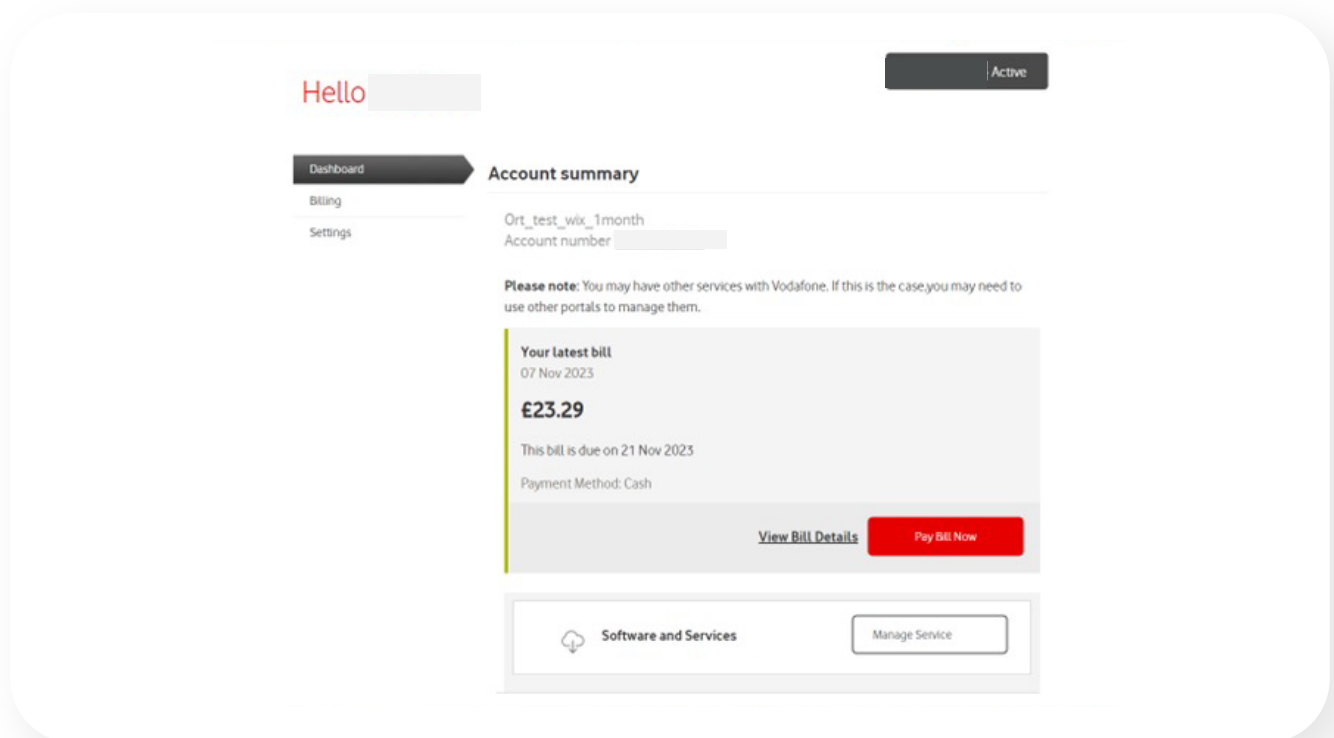 Active
Hello
Dashboard
Billing
Settings
Account summary
Ort_test_wix_1month
Account number
Please note: You may have other services with Vodafone. If this is the case,you may need to
use other portals to manage them.
Your latest bill
07 Nov 2023
£23.29
This bill is due on 21 Nov 2023
Payment Method: Cash
View Bill Details
Pay Bill Now
Software and Services
Manage Service